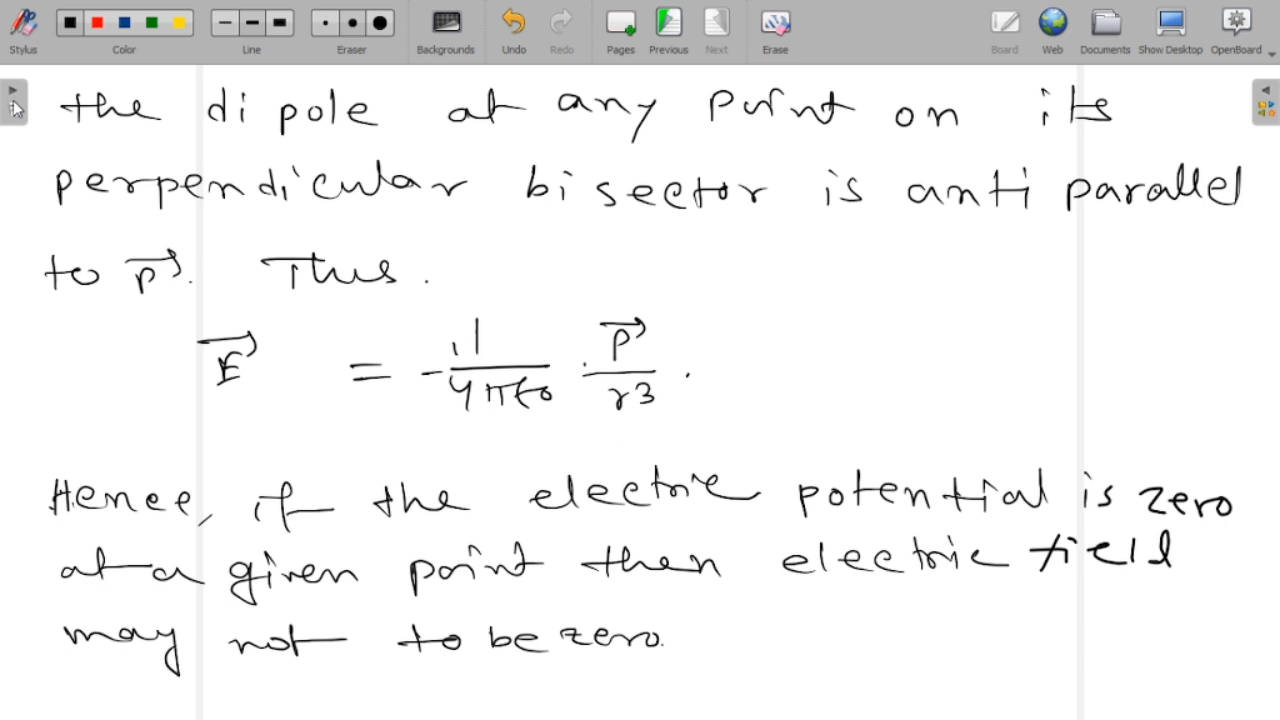 Stylus Color Line Eraser Backgrounds Undo Redo Pages Previous Next Erase Board Web Documents Show Desktop OpenBoard
the dipole at any point on its
perpendicular bisector is anti parallel
to p⃗. Thus.
E⃗ = - 1/4πε0 . p⃗/r3 .
Hence, if the electric potential is zero
at a given point then electric field
may not to be zero.